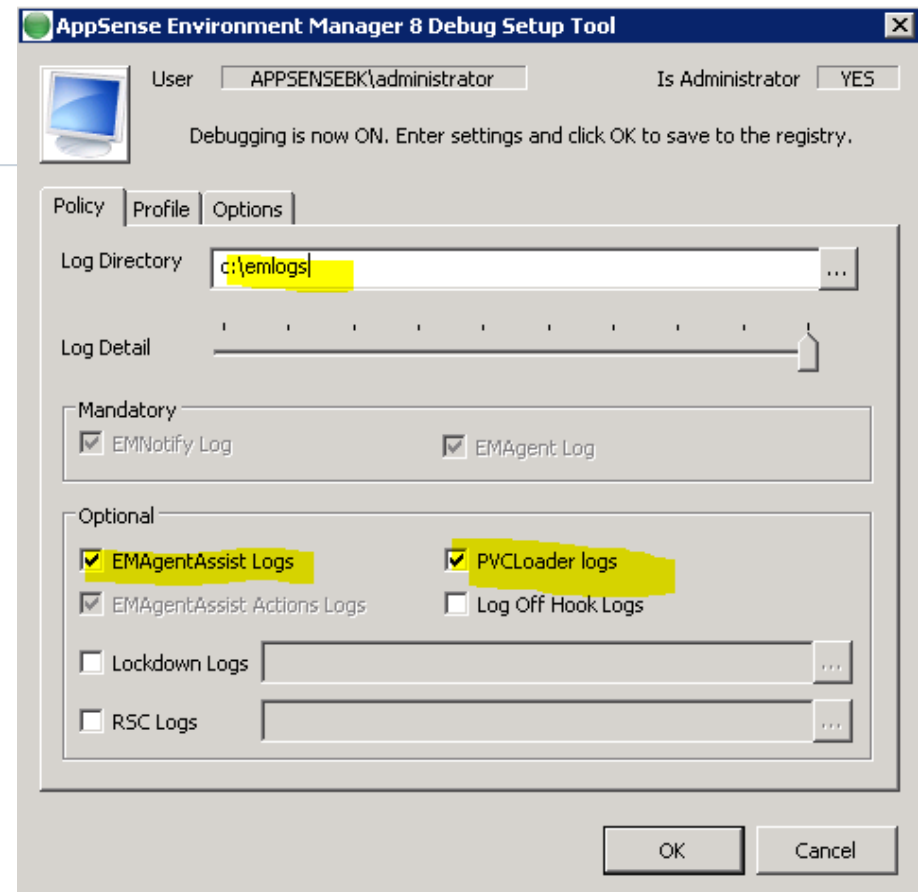 AppSense Environment Manager 8 Debug Setup Tool
User APPSENSEBK\administrator Is Administrator YES
Debugging is now ON. Enter settings and click OK to save to the registry.
Policy Profile Options
Log Directory c:\emlogs ...
Log Detail
Mandatory
EMNotify Log EMAgent Log
Optional
EMAgentAssist Logs PVCLoader logs
EMAgentAssist Actions Logs Log Off Hook Logs
Lockdown Logs ...
RSC Logs ...
OK Cancel